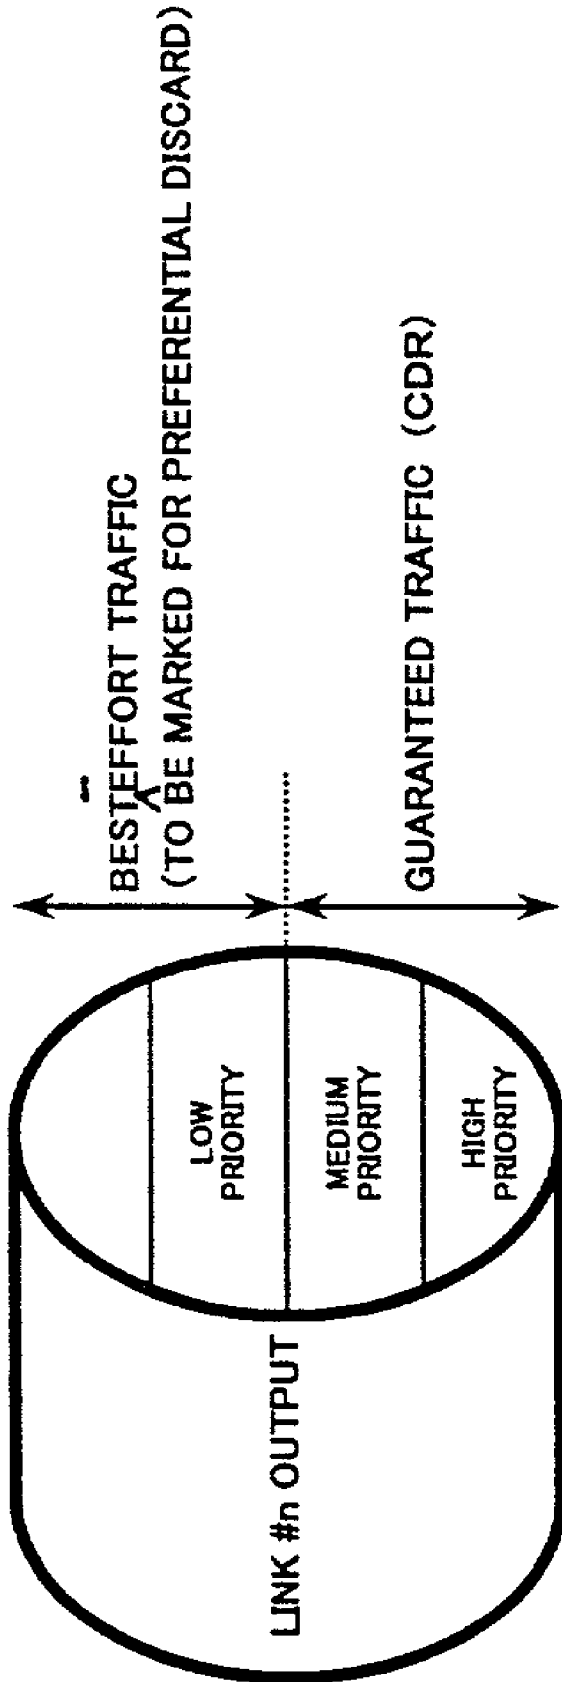 BESTEFFORT TRAFFIC
(TO BE MARKED FOR PREFERENTIAL DISCARD)
GUARANTEED TRAFFIC (CDR)
LINK #n OUTPUT
LOW
PRIORITY
MEDIUM
PRIORITY
HIGH
PRIORITY